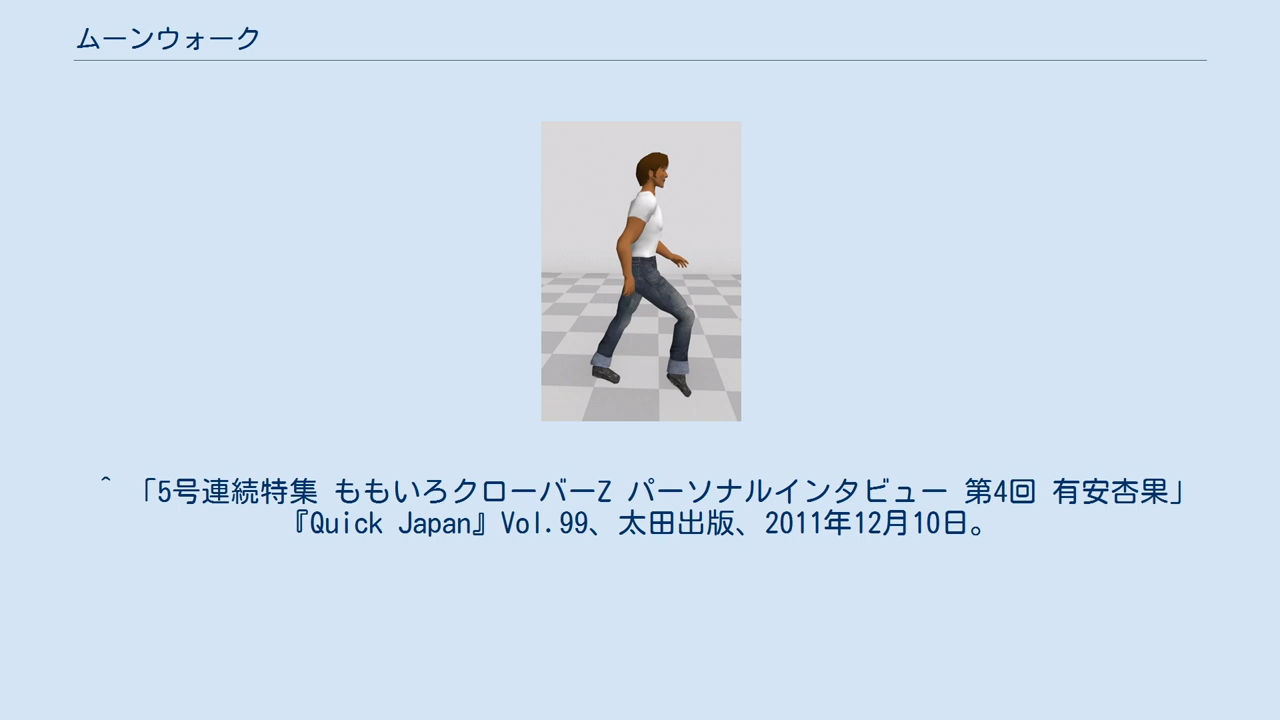 ムーンウォーク
^ 「5号連続特集 ももいろクローバーZ パーソナルインタビュー 第4回 有安杏果」
『Quick Japan』Vol.99、太田出版、2011年12月10日。